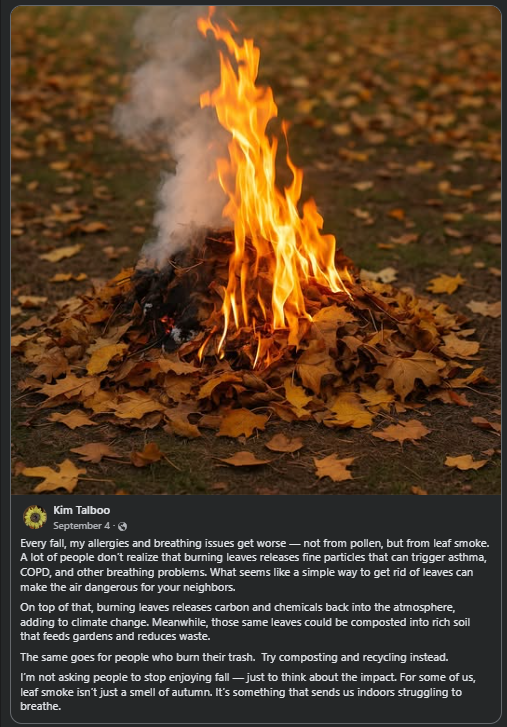 Kim Talboo
September 4 ·
Every fall, my allergies and breathing issues get worse — not from pollen, but from leaf smoke.
A lot of people don't realize that burning leaves releases fine particles that can trigger asthma,
COPD, and other breathing problems. What seems like a simple way to get rid of leaves can
make the air dangerous for your neighbors.
On top of that, burning leaves releases carbon and chemicals back into the atmosphere,
adding to climate change. Meanwhile, those same leaves could be composted into rich soil
that feeds gardens and reduces waste.
The same goes for people who burn their trash.  Try composting and recycling instead.
I'm not asking people to stop enjoying fall — just to think about the impact. For some of us,
leaf smoke isn't just a smell of autumn. It's something that sends us indoors struggling to
breathe.